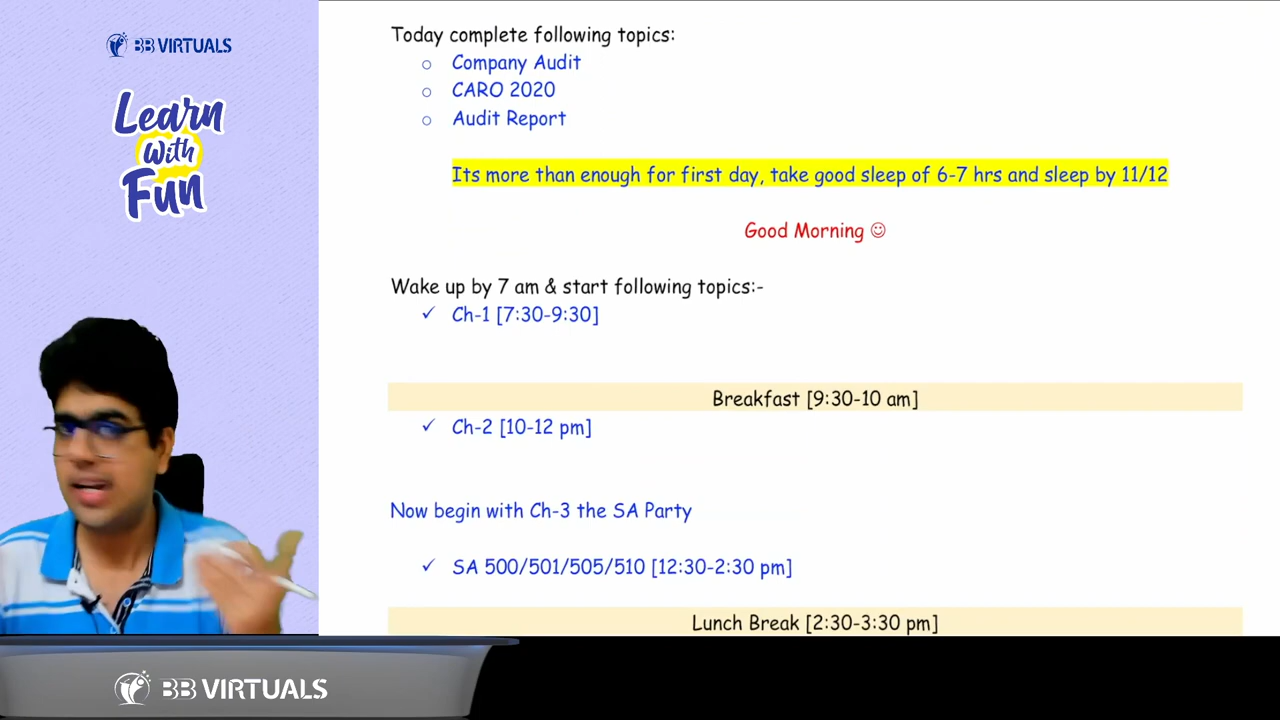 BB VIRTUALS
Learn
With
Fun
Today complete following topics:
o Company Audit
o CARO 2020
o Audit Report
Its more than enough for first day, take good sleep of 6-7 hrs and sleep by 11/12
Good Morning ☺
Wake up by 7 am & start following topics:-
✓ Ch-1 [7:30-9:30]
Breakfast [9:30-10 am]
✓ Ch-2 [10-12 pm]
Now begin with Ch-3 the SA Party
✓ SA 500/501/505/510 [12:30-2:30 pm]
Lunch Break [2:30-3:30 pm]
BB VIRTUALS